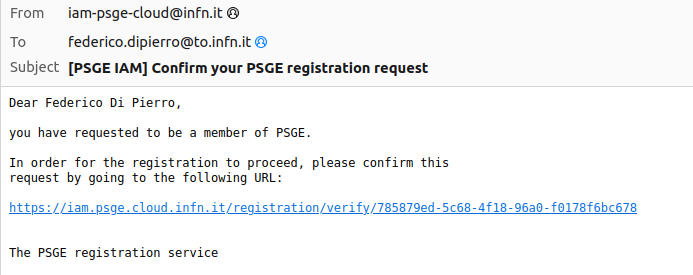 From iam-psge-cloud@infn.it
To federico.dipierro@to.infn.it
Subject [PSGE IAM] Confirm your PSGE registration request
Dear Federico Di Pierro,
you have requested to be a member of PSGE.
In order for the registration to proceed, please confirm this
request by going to the following URL:
https://iam.psge.cloud.infn.it/registration/verify/785879ed-5c68-4f18-96a0-f0178f6bc678
The PSGE registration service